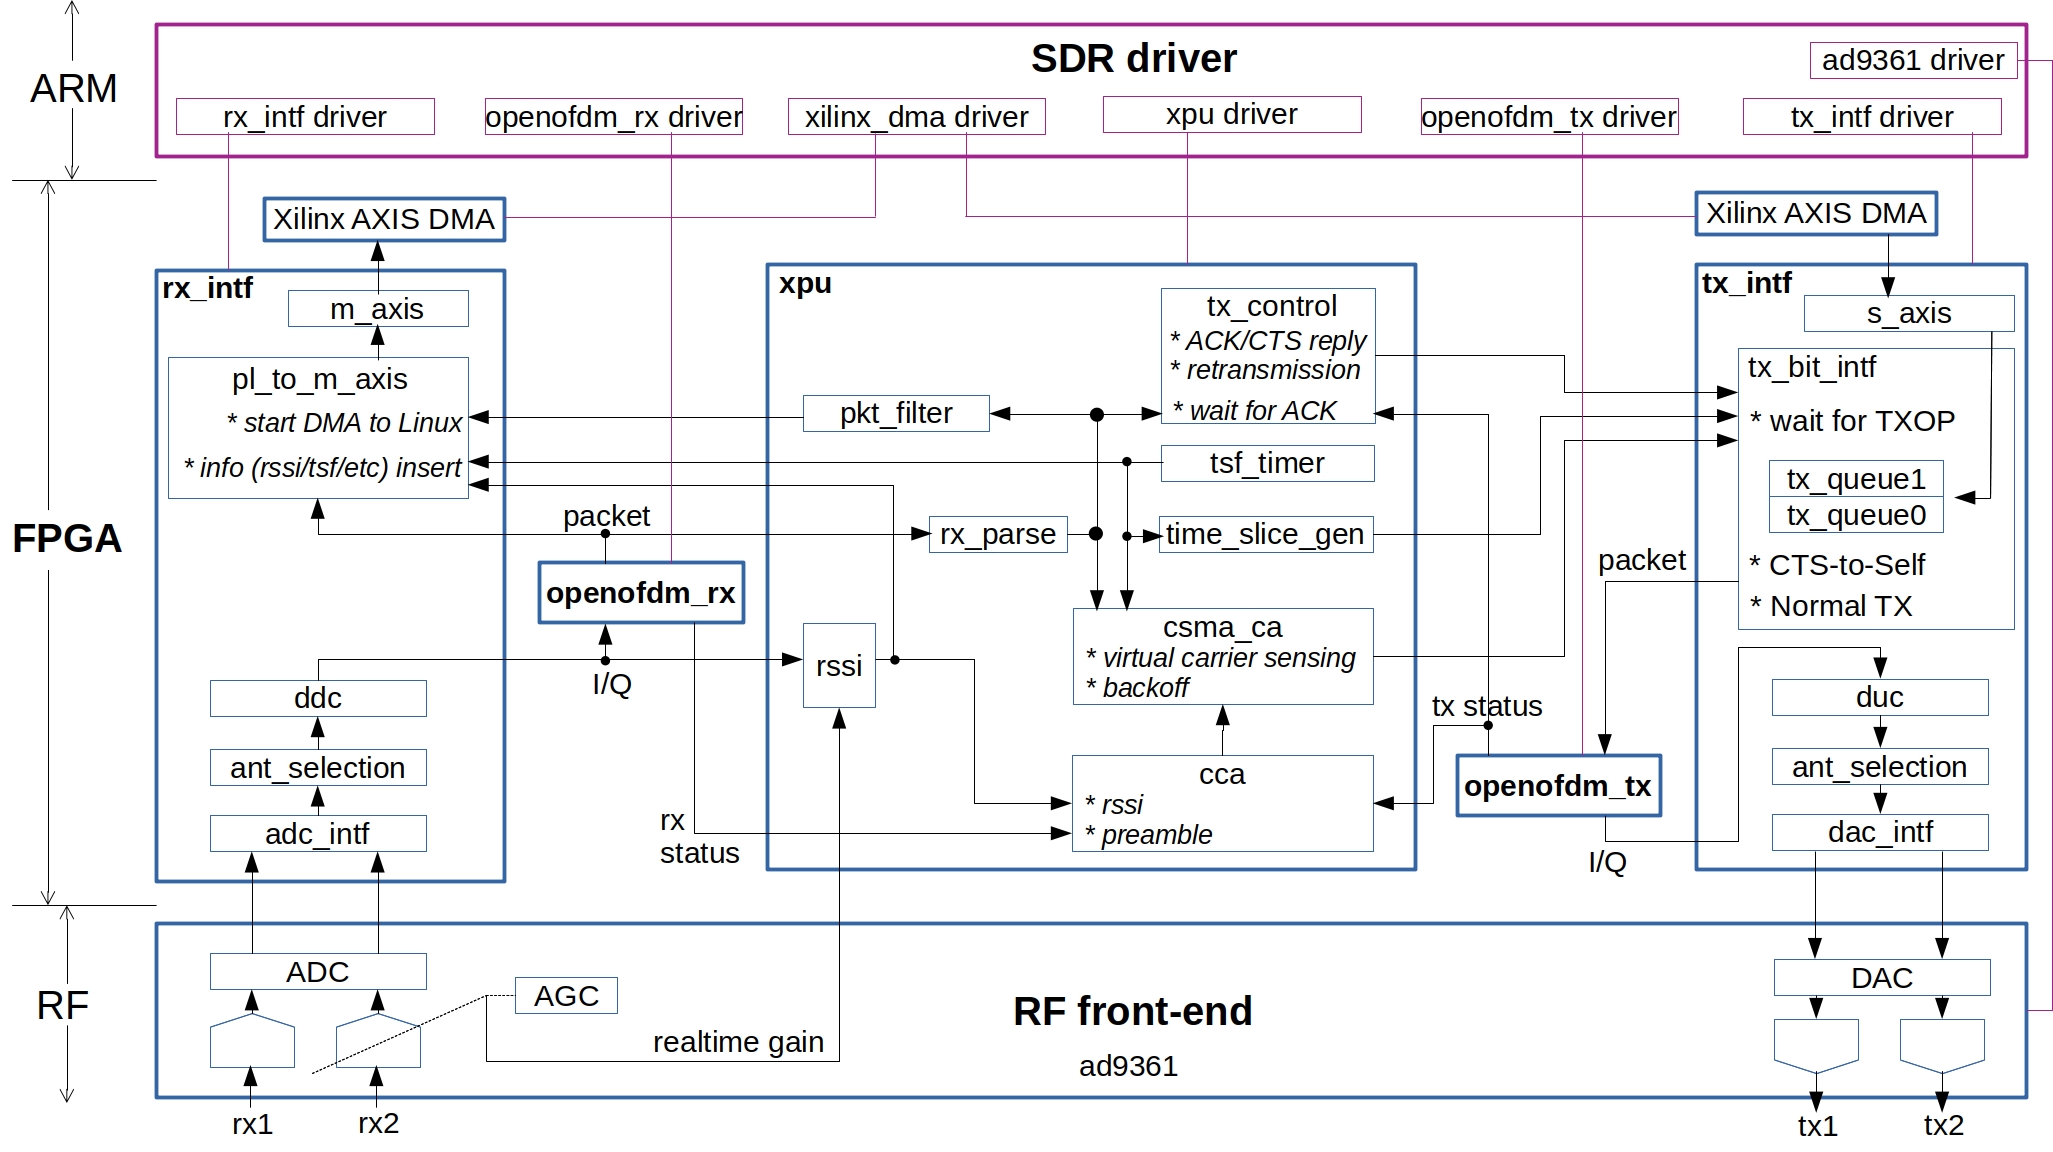 ARM
SDR driver
ad9361 driver
rx_intf driver
openofdm_rx driver
xilinx_dma driver
xpu driver
openofdm_tx driver
tx_intf driver
FPGA
Xilinx AXIS DMA
Xilinx AXIS DMA
rx_intf
m_axis
pl_to_m_axis
* start DMA to Linux
* info (rssi/tsf/etc) insert
packet
openofdm_rx
I/Q
ddc
ant_selection
adc_intf
rx
status
xpu
tx_control
* ACK/CTS reply
* retransmission
* wait for ACK
pkt_filter
tsf_timer
rx_parse
time_slice_gen
rssi
csma_ca
* virtual carrier sensing
* backoff
cca
* rssi
* preamble
tx status
packet
openofdm_tx
I/Q
tx_intf
s_axis
tx_bit_intf
* wait for TXOP
tx_queue1
tx_queue0
* CTS-to-Self
* Normal TX
duc
ant_selection
dac_intf
RF
ADC
AGC
realtime gain
RF front-end
ad9361
DAC
rx1
rx2
tx1
tx2